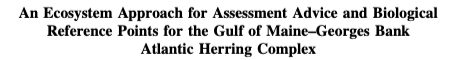 An Ecosystem Approach for Assessment Advice and Biological
Reference Points for the Gulf of Maine–Georges Bank
Atlantic Herring Complex